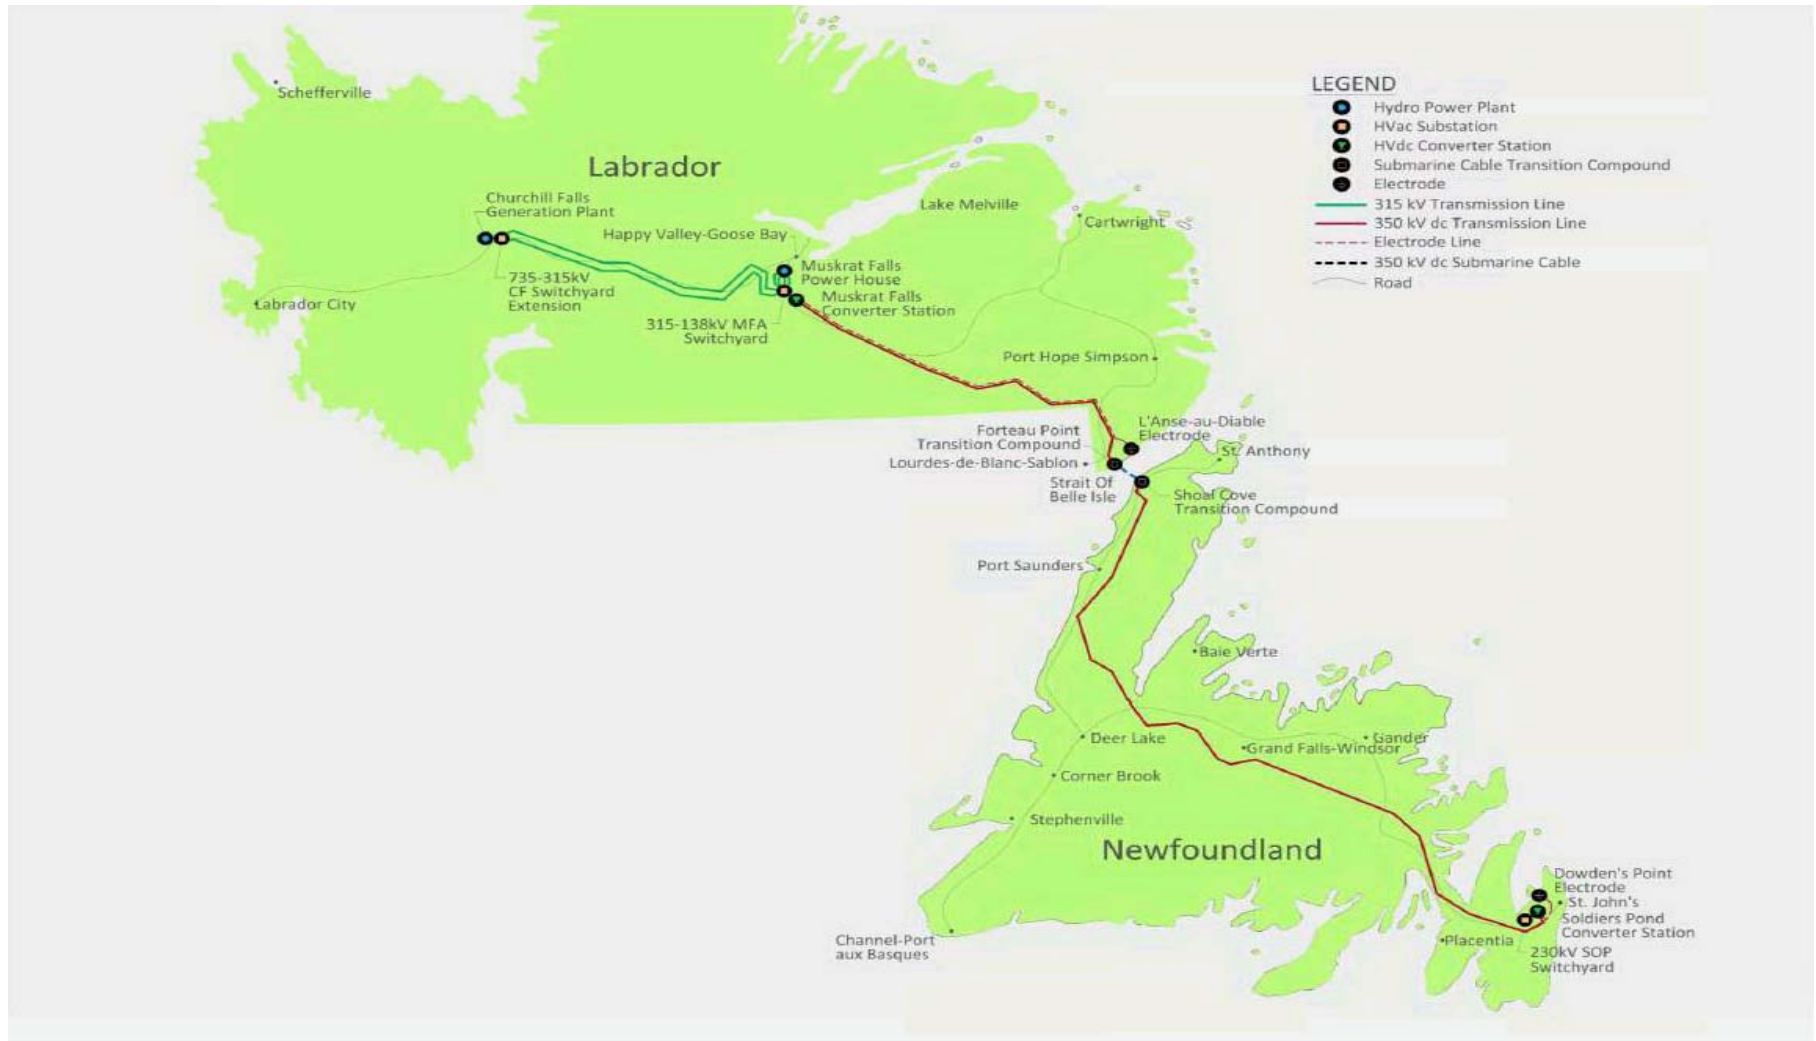 LEGEND
Hydro Power Plant
HVac Substation
HVdc Converter Station
Submarine Cable Transition Compound
Electrode
315 kV Transmission Line
350 kV dc Transmission Line
Electrode Line
350 kV dc Submarine Cable
Road
Schefferville
Labrador
Churchill Falls
Generation Plant
Lake Melville
Cartwright
Happy Valley-Goose Bay
Muskrat Falls
Power House
735-315kV
CF Switchyard
Extension
Labrador City
Muskrat Falls
Converter Station
315-138kV MFA
Switchyard
Port Hope Simpson
L'Anse-au-Diable
Electrode
Forteau Point
Transition Compound
St. Anthony
Lourdes-de-Blanc-Sablon
Strait Of
Belle Isle
Shoal Cove
Transition Compound
Port Saunders
Baie Verte
Deer Lake
Gander
Grand Falls-Windsor
Corner Brook
Stephenville
Newfoundland
Dowden's Point
Electrode
St. John's
Soldiers Pond
Converter Station
Channel-Port
aux Basques
Placentia
230kV SOP
Switchyard